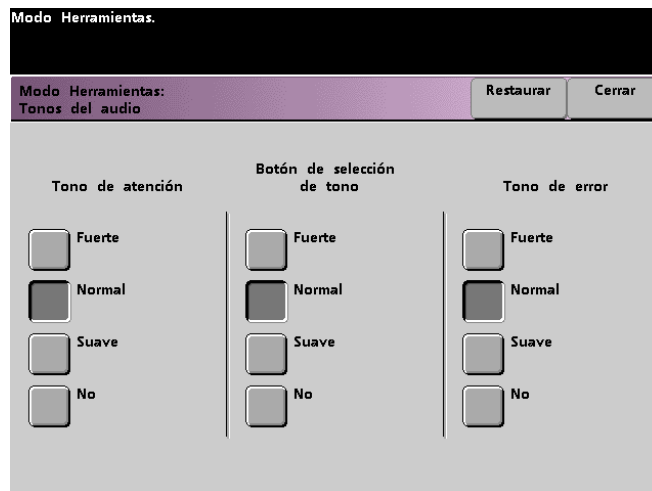 Modo Herramientas.
Modo Herramientas:
Tonos del audio
Restaurar
Cerrar
Tono de atención
Fuerte
Normal
Suave
No
Botón de selección
de tono
Fuerte
Normal
Suave
No
Tono de error
Fuerte
Normal
Suave
No